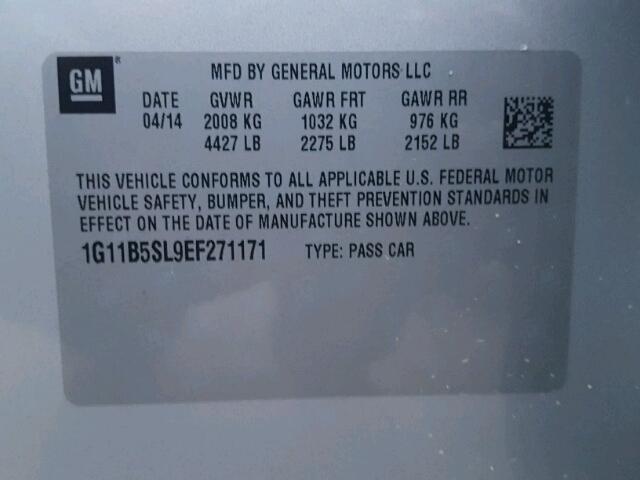 GM®
MFD BY GENERAL MOTORS LLC
DATE GVWR GAWR FRT GAWR RR
04/14 2008 KG 1032 KG 976 KG
4427 LB 2275 LB 2152 LB
THIS VEHICLE CONFORMS TO ALL APPLICABLE U.S. FEDERAL MOTOR
VEHICLE SAFETY, BUMPER, AND THEFT PREVENTION STANDARDS IN
EFFECT ON THE DATE OF MANUFACTURE SHOWN ABOVE.
1G11B5SL9EF271171 TYPE: PASS CAR